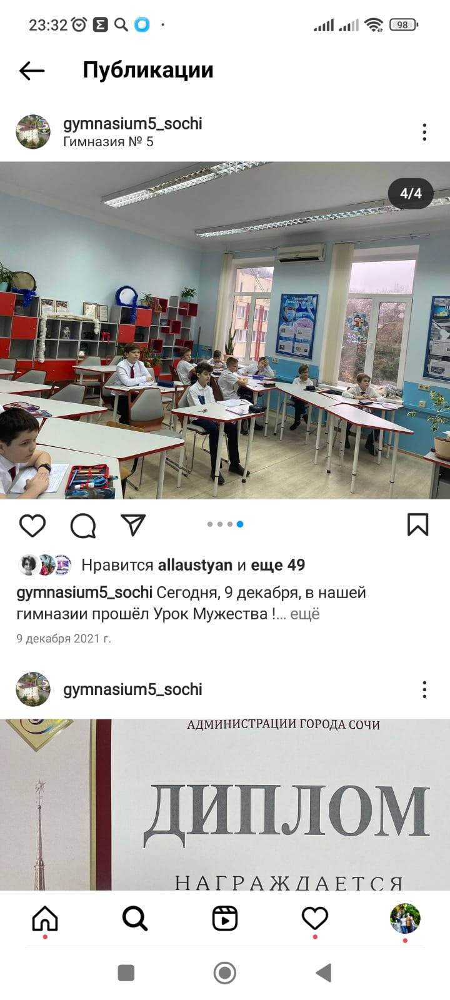 23:32
98
Публикации
gymnasium5_sochi
Гимназия № 5
4/4
Нравится allaustyan и еще 49
gymnasium5_sochi Сегодня, 9 декабря, в нашей
гимназии прошёл Урок Мужества !... ещё
9 декабря 2021 г.
gymnasium5_sochi
АДМИНИСТРАЦИИ ГОРОДА СОЧИ
ДИПЛОМ
НАГРАЖДАЕТСЯ